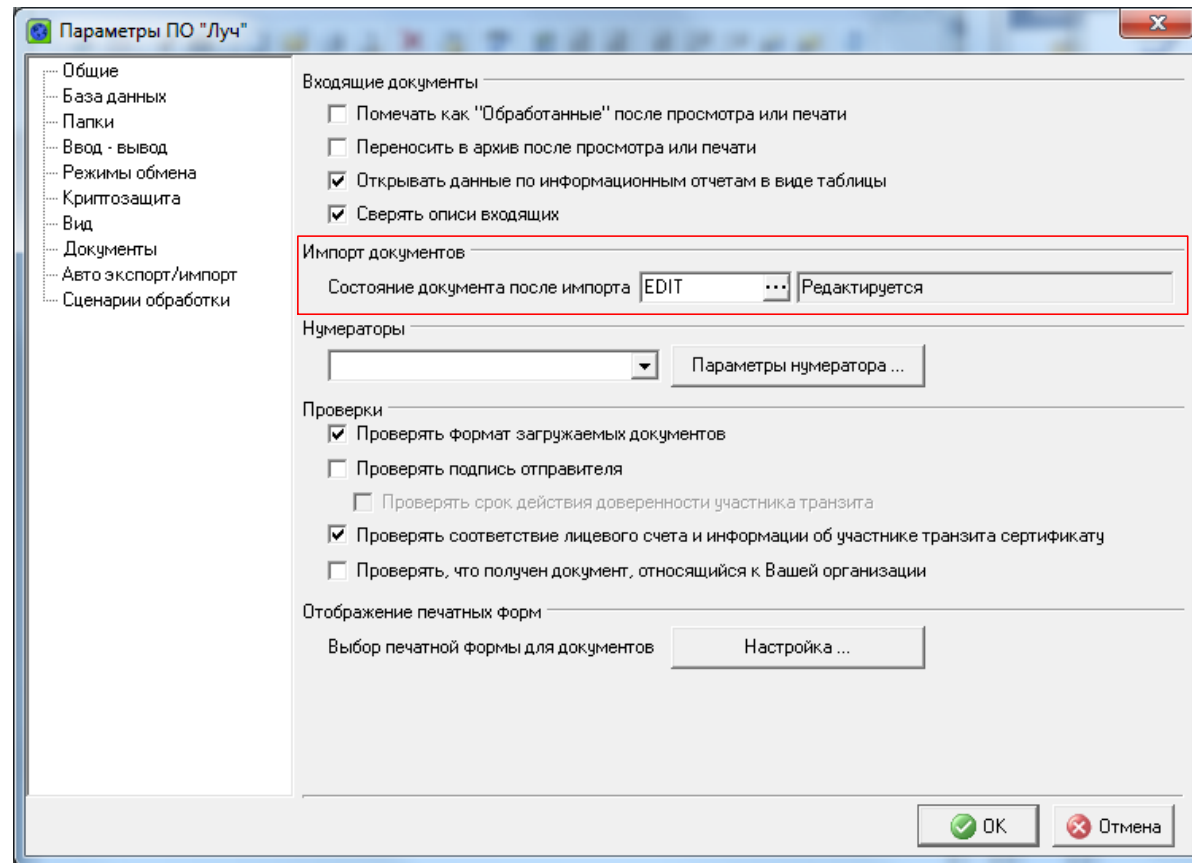 Параметры ПО "Луч"
Общие
База данных
Папки
Ввод - вывод
Режимы обмена
Криптозащита
Вид
Документы
Авто экспорт/импорт
Сценарии обработки
Входящие документы
Помечать как "Обработанные" после просмотра или печати
Переносить в архив после просмотра или печати
Открывать данные по информационным отчетам в виде таблицы
Сверять описи входящих
Импорт документов
Состояние документа после импорта EDIT ... Редактируется
Нумераторы
Параметры нумератора ...
Проверки
Проверять формат загружаемых документов
Проверять подпись отправителя
Проверять срок действия доверенности участника транзита
Проверять соответствие лицевого счета и информации об участнике транзита сертификату
Проверять, что получен документ, относящийся к Вашей организации
Отображение печатных форм
Выбор печатной формы для документов Настройка ...
OK Отмена